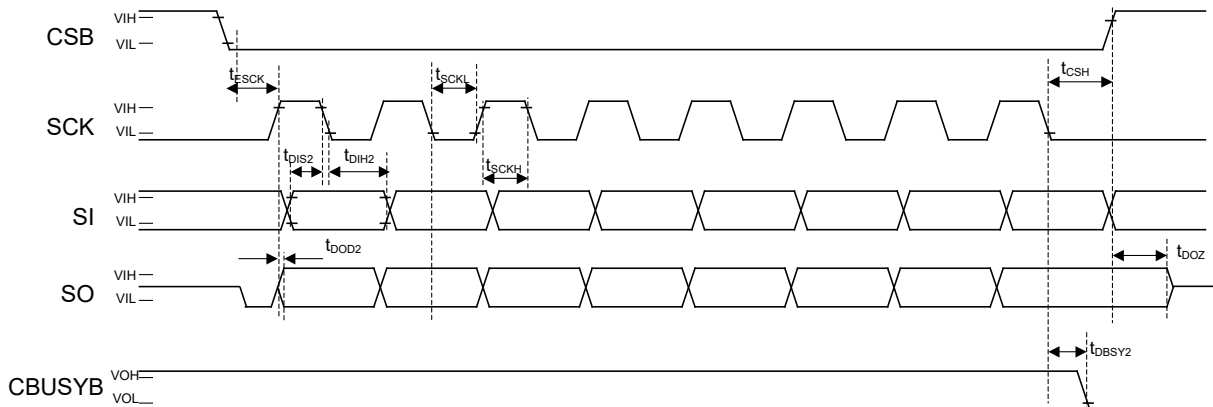 VIH
CSB
VIL
tESCK
tSCKL
tCSH
VIH
SCK
VIL
tDIS2
tDIH2
tSCKH
VIH
SI
VIL
tDOD2
tDOZ
VIH
SO
VIL
tDBSY2
VOH
CBUSYB
VOL